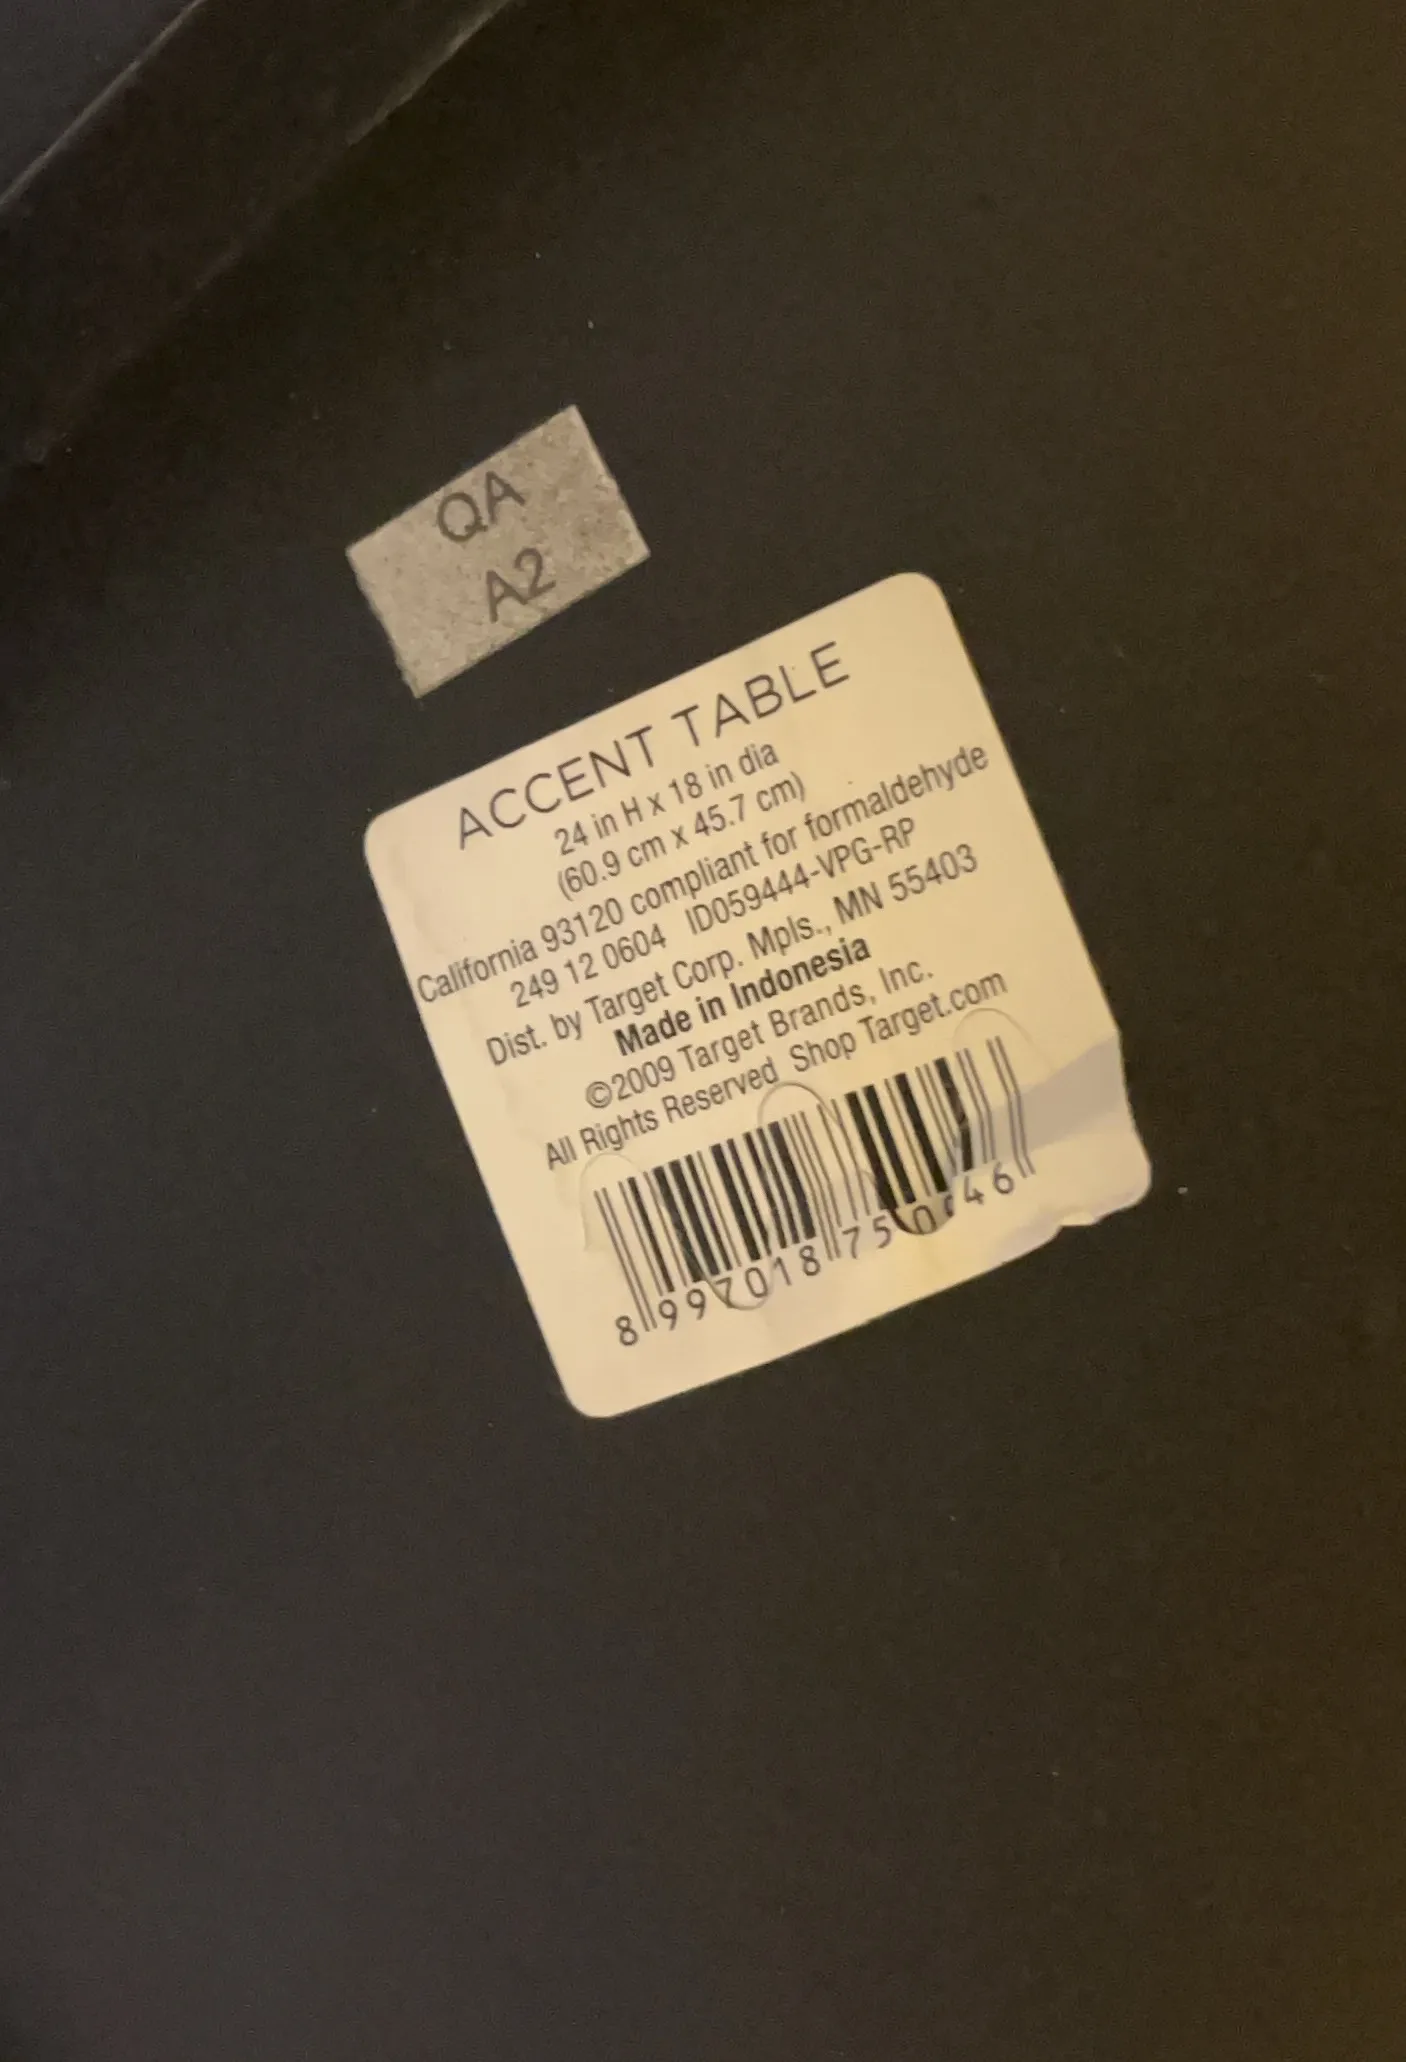 QA
A2
ACCENT TABLE
24 in H x 18 in dia
(60.9 cm x 45.7 cm)
California 93120 compliant for formaldehyde
249 12 0604 ID059444-VPG-RP
Dist. by Target Corp. Mpls., MN 55403
Made in Indonesia
©2009 Target Brands, Inc.
All Rights Reserved Shop Target.com
8 997018